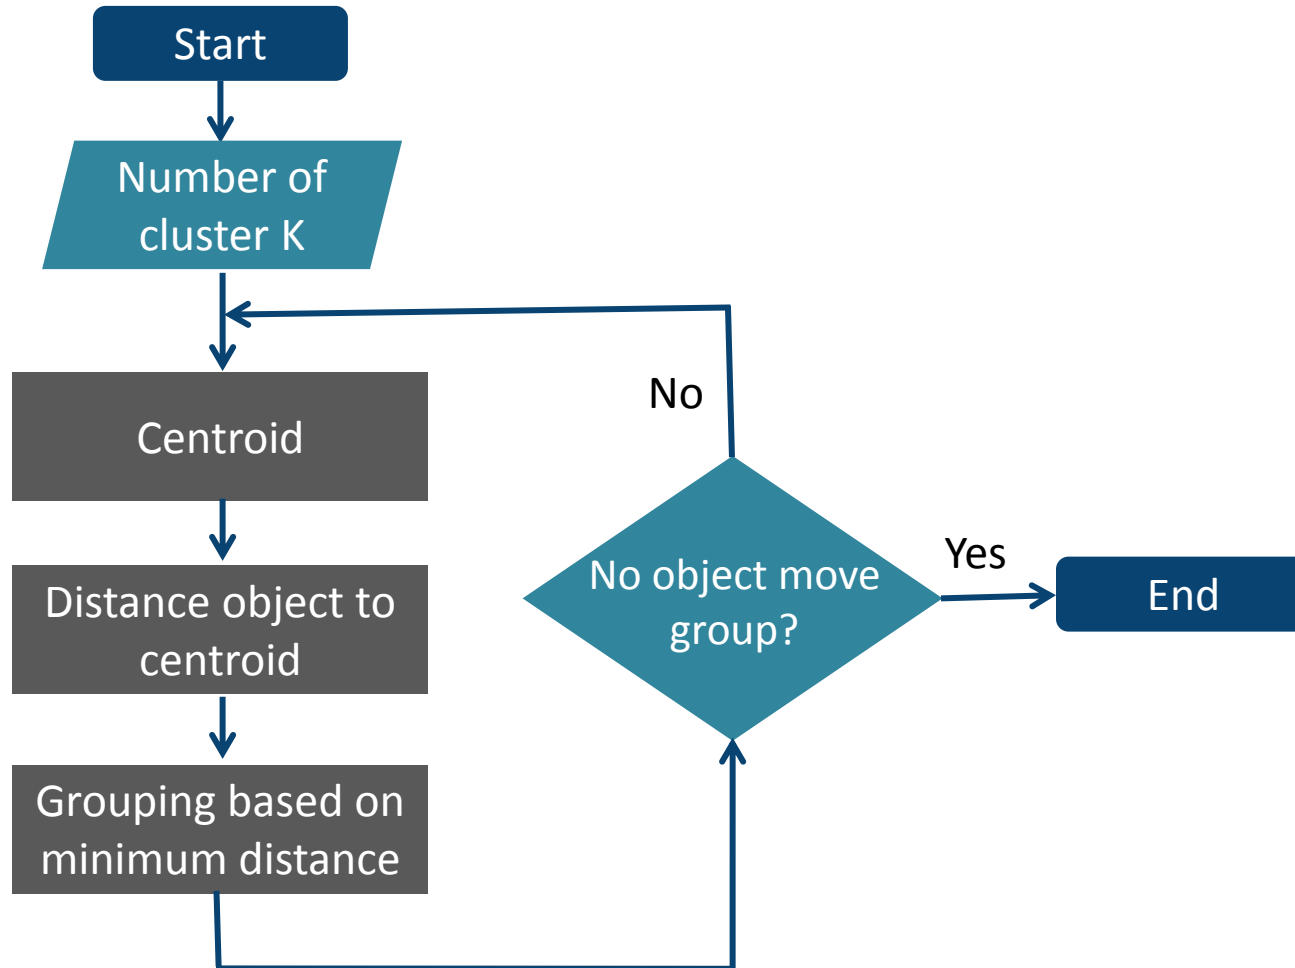 Start
Number of
cluster K
Centroid
Distance object to
centroid
Grouping based on
minimum distance
No
No object move
group?
Yes
End